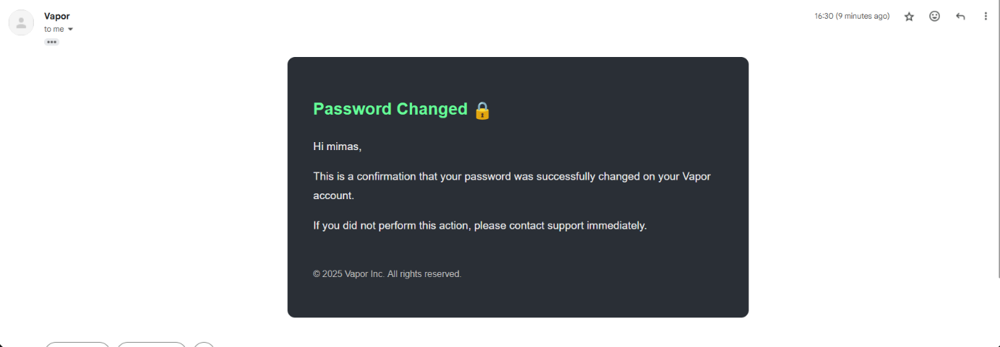 Vapor
16:30 (9 minutes ago)
to me
Password Changed 🔒
Hi mimas,
This is a confirmation that your password was successfully changed on your Vapor
account.
If you did not perform this action, please contact support immediately.
© 2025 Vapor Inc. All rights reserved.